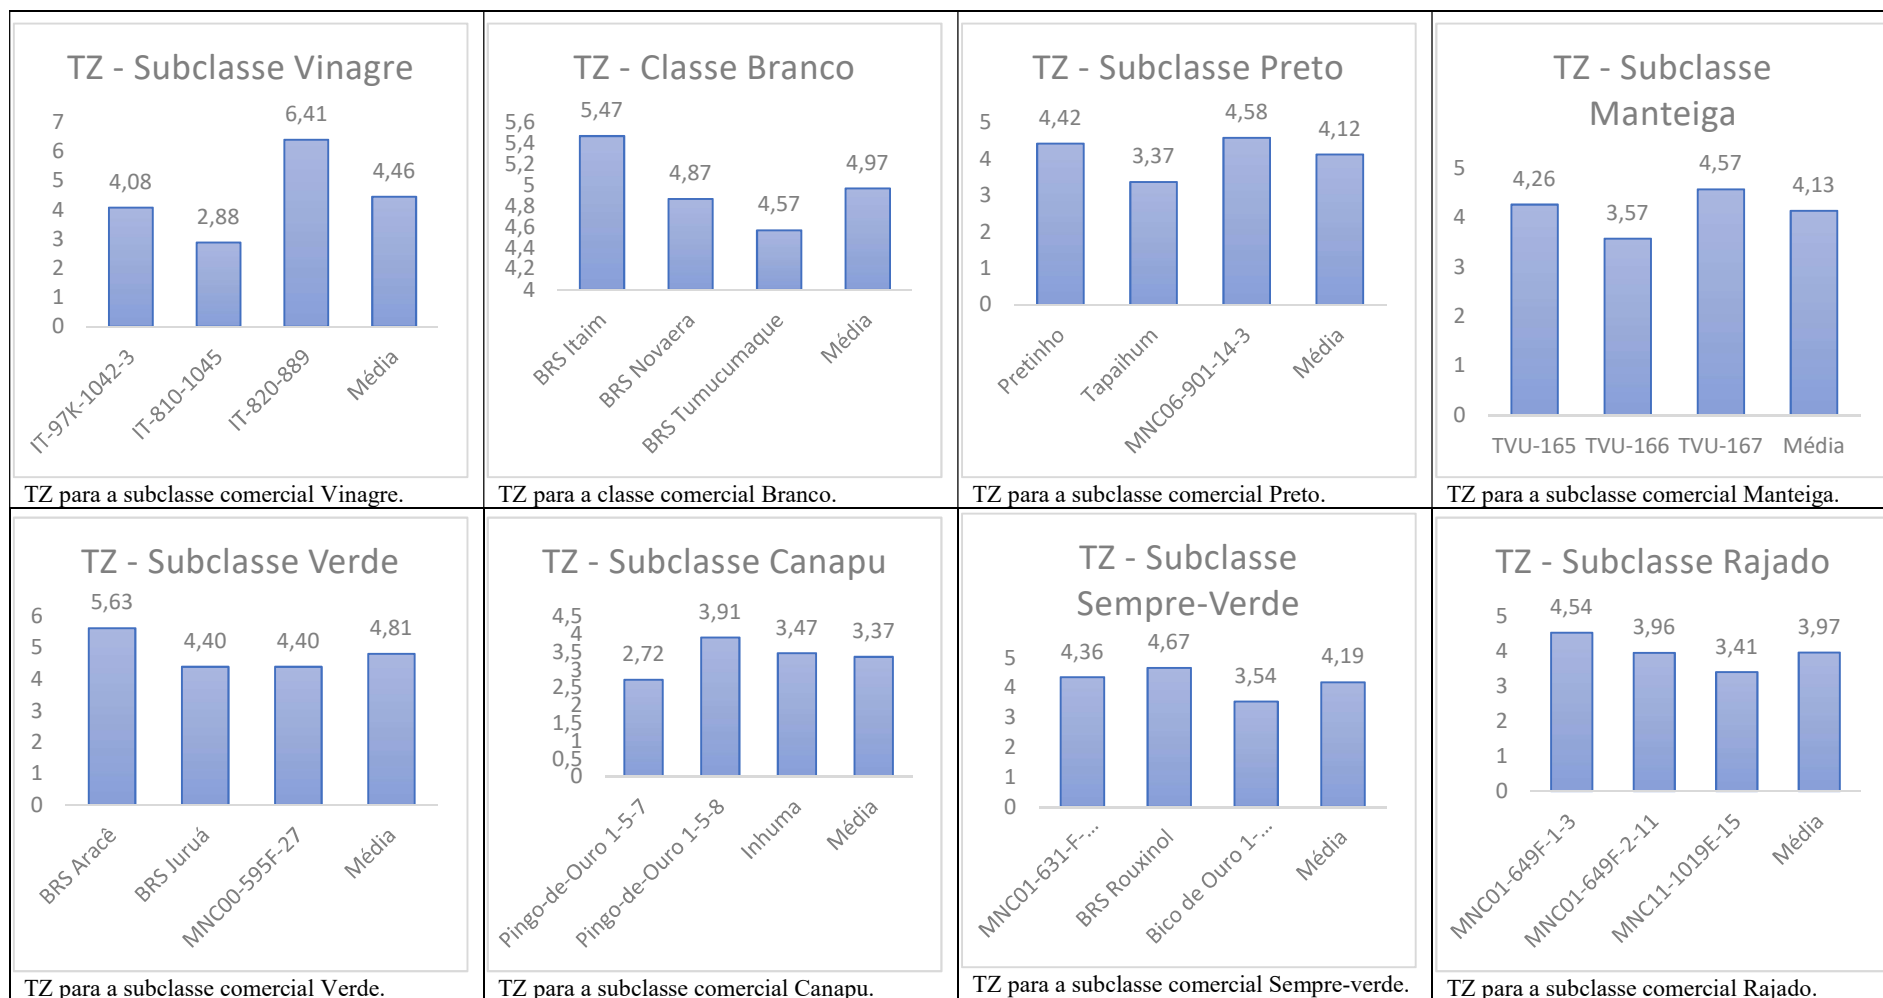 TZ - Subclasse Vinagre
7
6
5
4
3
2
1
0
4,08
2,88
6,41
4,46
IT-97K-1042-3
IT-810-1045
IT-820-889
Média
TZ para a subclasse comercial Vinagre.
TZ - Classe Branco
5,6
5,4
5,2
5
4,8
4,6
4,4
4,2
4
5,47
4,87
4,57
4,97
BRS Itaim
BRS Novaera
BRS Tumucumaque
Média
TZ para a classe comercial Branco.
TZ - Subclasse Preto
5
4
3
2
1
0
4,42
3,37
4,58
4,12
Pretinho
Tapaihum
MNC06-901-14-3
Média
TZ para a subclasse comercial Preto.
TZ - Subclasse
Manteiga
5
4
3
2
1
0
4,26
3,57
4,57
4,13
TVU-165
TVU-166
TVU-167
Média
TZ para a subclasse comercial Manteiga.
TZ - Subclasse Verde
6
5
4
3
2
1
0
5,63
4,40
4,40
4,81
BRS Aracê
BRS Juruá
MNC00-595F-27
Média
TZ para a subclasse comercial Verde.
TZ - Subclasse Canapu
4,5
4
3,5
3
2,5
2
1,5
1
0,5
0
2,72
3,91
3,47
3,37
Pingo-de-Ouro 1-5-7
Pingo-de-Ouro 1-5-8
Inhuma
Média
TZ para a subclasse comercial Canapu.
TZ - Subclasse
Sempre-Verde
5
4
3
2
1
0
4,36
4,67
3,54
4,19
MNC01-631-F-...
BRS Rouxinol
Bico de Ouro 1-...
Média
TZ para a subclasse comercial Sempre-verde.
TZ - Subclasse Rajado
5
4
3
2
1
0
4,54
3,96
3,41
3,97
MNC01-649F-1-3
MNC01-649F-2-11
MNC11-1019E-15
Média
TZ para a subclasse comercial Rajado.